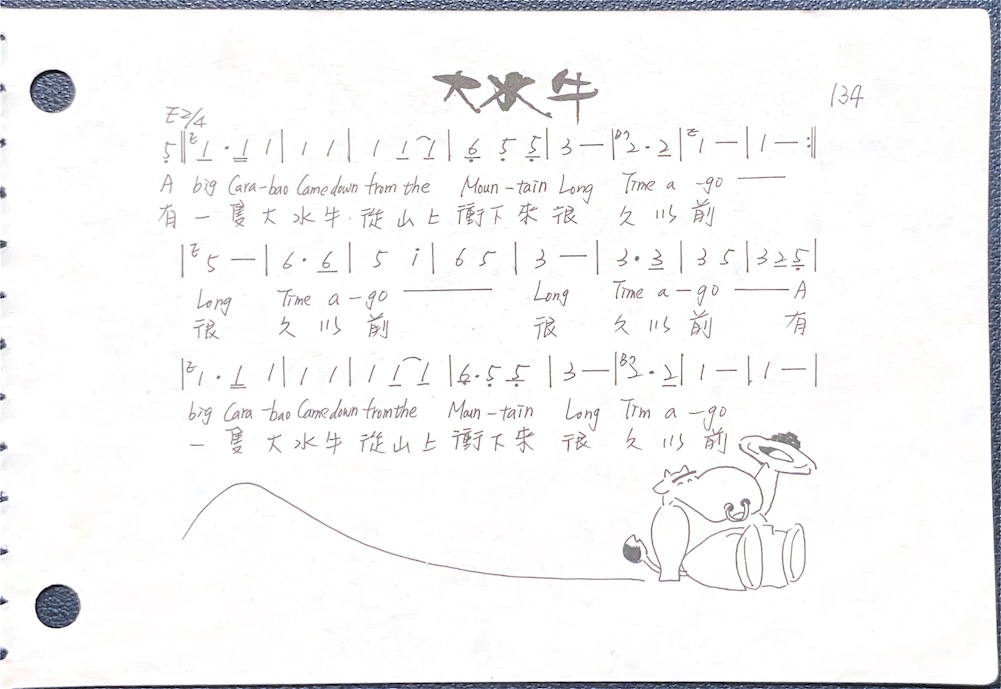 大水牛
134
E 2/4
5‖E 1 · 1 1 | 1 1 | 1 1 1 | 6 5 5 | 3 — | B7 2 · 2 | E 1 — | 1 — :‖
A big Cara-bao Came down from the Moun-tain Long Time a-go —
有一隻大水牛從山上衝下來很久以前
| E 5 — | 6 · 6 | 5 i | 6 5 | 3 — | 3 · 3 | 3 5 | 3 2 5 |
Long Time a-go — Long Time a-go — A
很久以前 很久以前 有
| E 1 · 1 1 | 1 1 | 1 1 1 | 6 · 5 5 | 3 — | B7 2 · 2 | 1 — | 1 — |
big Cara-bao Came down from the Moun-tain Long Tim a-go
一隻大水牛從山上衝下來很久以前